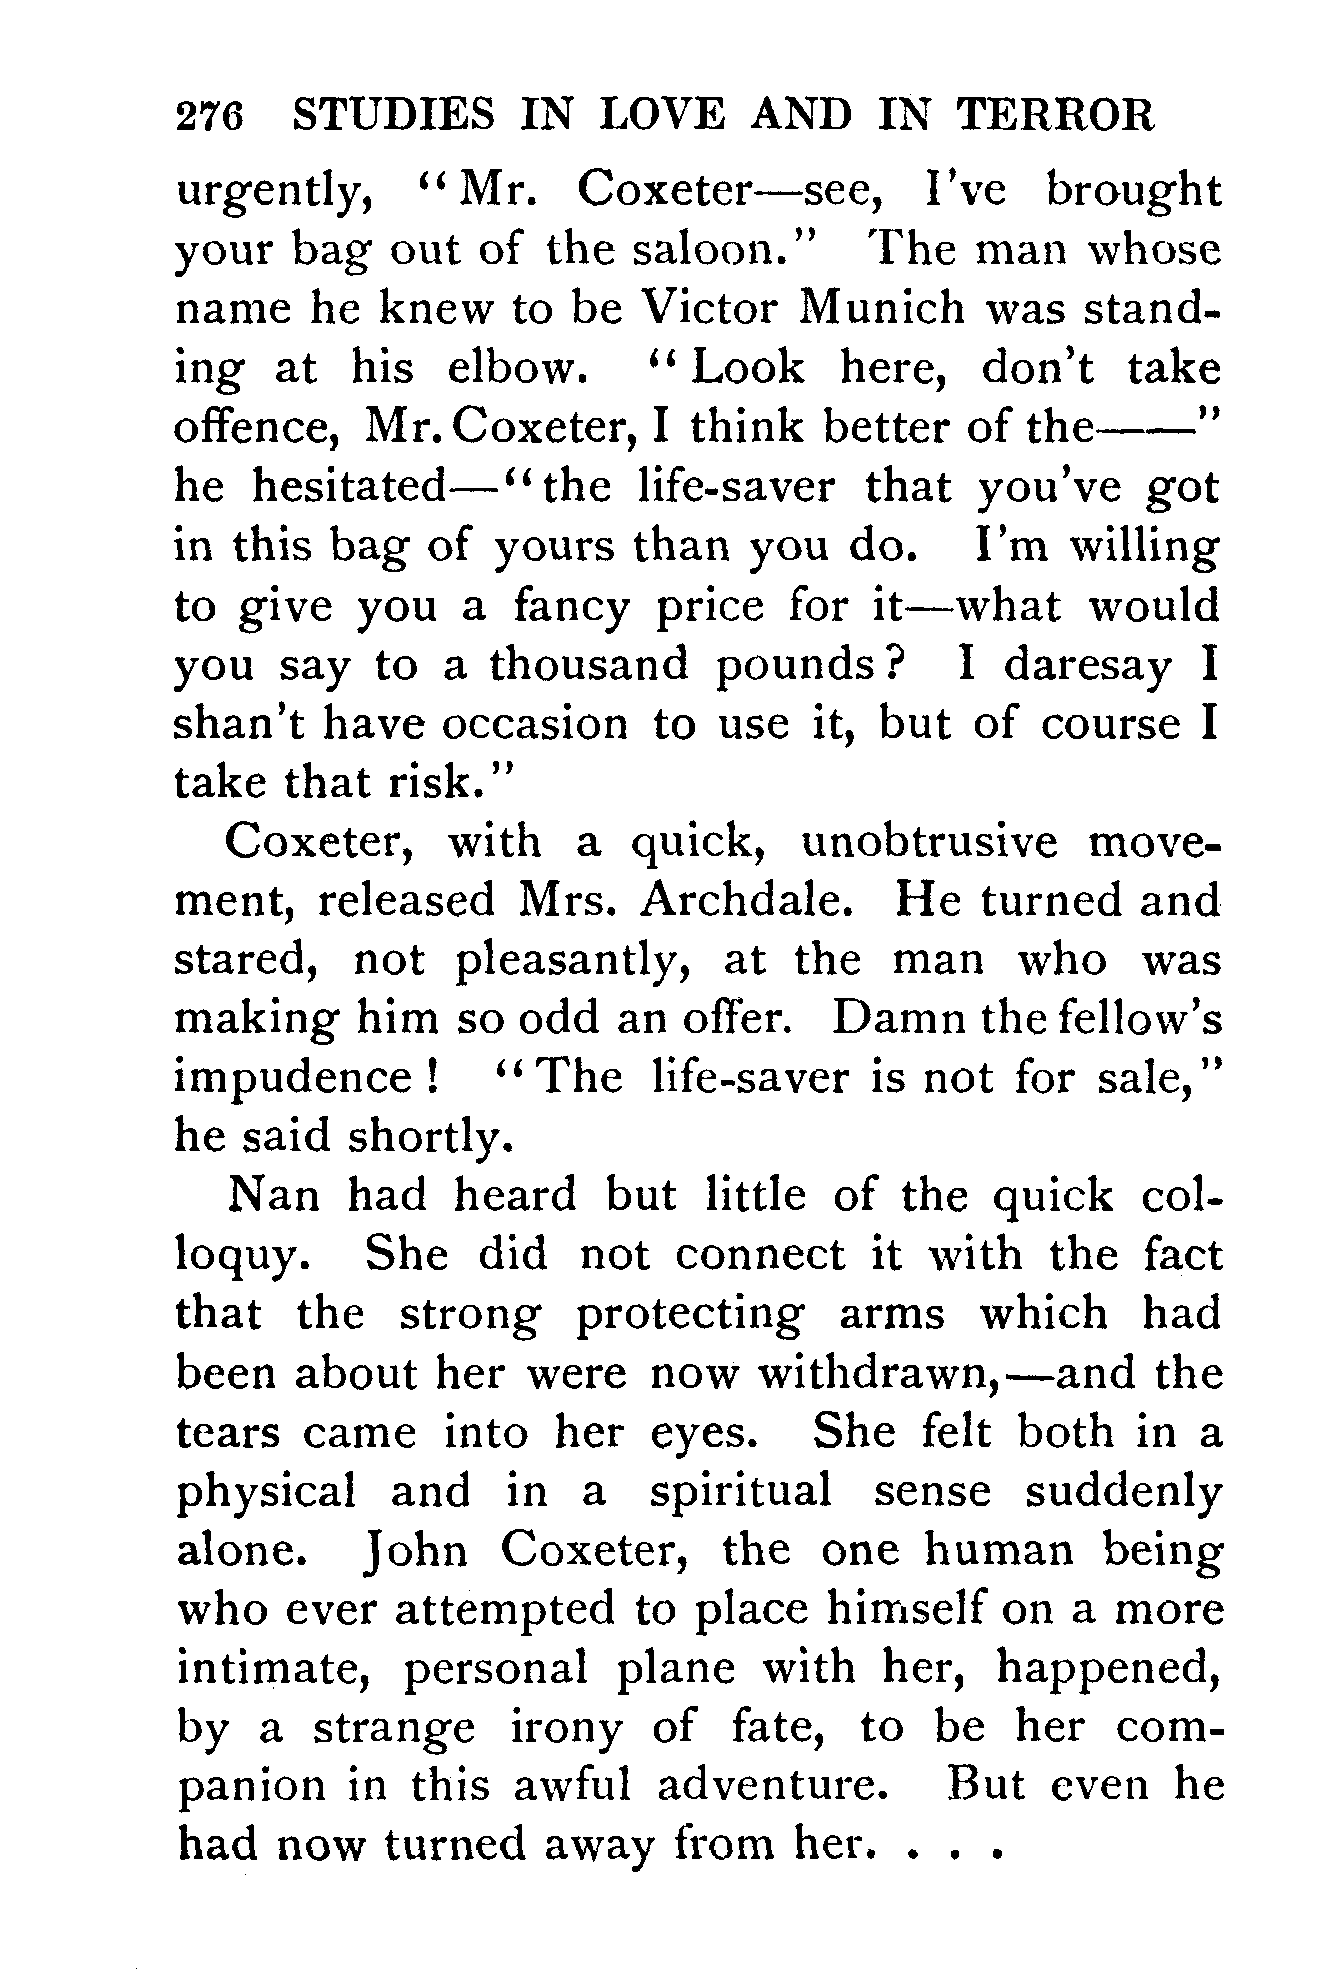 276 STUDIES IN LOVE AND IN TERROR
urgently, “Mr. Coxeter—see, I’ve brought
your bag out of the saloon.” The man whose
name he knew to be Victor Munich was stand-
ing at his elbow. “Look here, don’t take
offence, Mr. Coxeter, I think better of the——”
he hesitated—“the life-saver that you’ve got
in this bag of yours than you do. I’m willing
to give you a fancy price for it—what would
you say to a thousand pounds? I daresay I
shan’t have occasion to use it, but of course I
take that risk.”
Coxeter, with a quick, unobtrusive move-
ment, released Mrs. Archdale. He turned and
stared, not pleasantly, at the man who was
making him so odd an offer. Damn the fellow’s
impudence! “The life-saver is not for sale,”
he said shortly.
Nan had heard but little of the quick col-
loquy. She did not connect it with the fact
that the strong protecting arms which had
been about her were now withdrawn,—and the
tears came into her eyes. She felt both in a
physical and in a spiritual sense suddenly
alone. John Coxeter, the one human being
who ever attempted to place himself on a more
intimate, personal plane with her, happened,
by a strange irony of fate, to be her com-
panion in this awful adventure. But even he
had now turned away from her. . . .